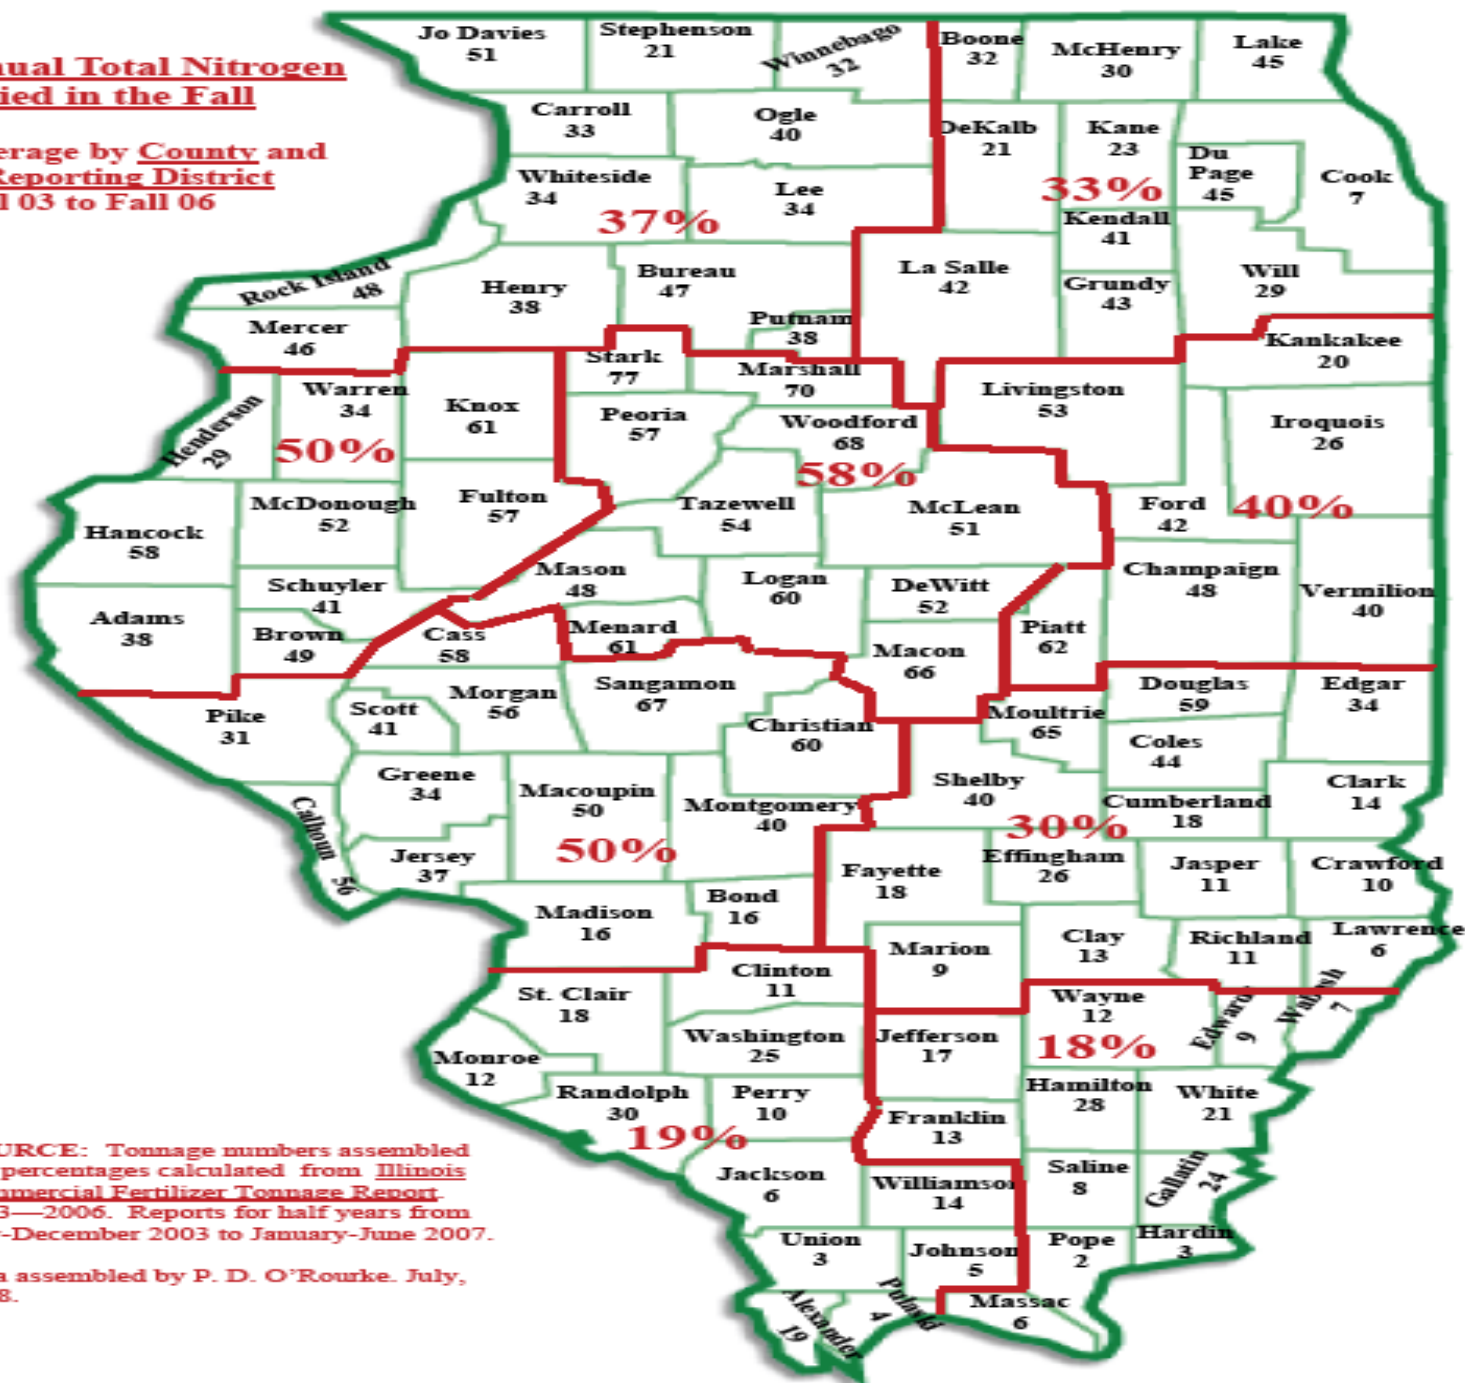 Jo Davies
51
Stephenson
21
Winnebago
32
Boone
32
McHenry
30
Lake
45
nual Total Nitrogen
lied in the Fall
erage by County and
Reporting District
l 03 to Fall 06
Carroll
33
Ogle
40
DeKalb
21
Kane
23
Du
Page
45
Cook
7
Whiteside
34
Lee
34
37%
33%
Kendall
41
Rock Island
48
Henry
38
Bureau
47
La Salle
42
Grundy
43
Will
29
Mercer
46
Putnam
38
Stark
77
Marshall
70
Kankakee
20
Warren
34
Knox
61
Livingston
53
Henderson
29
50%
Peoria
57
Woodford
68
58%
Iroquois
26
Hancock
58
McDonough
52
Fulton
57
Tazewell
54
McLean
51
Ford
42
40%
Schuyler
41
Mason
48
Logan
60
DeWitt
52
Champaign
48
Vermilion
40
Adams
38
Brown
49
Cass
58
Menard
61
Macon
66
Piatt
62
Pike
31
Scott
41
Morgan
56
Sangamon
67
Christian
60
Moultrie
65
Douglas
59
Edgar
34
Coles
44
Greene
34
Macoupin
50
Montgomery
40
Shelby
40
Cumberland
18
Clark
14
Calhoun
56
Jersey
37
50%
30%
Fayette
18
Effingham
26
Jasper
11
Crawford
10
Madison
16
Bond
16
Marion
9
Clay
13
Richland
11
Lawrence
6
Clinton
11
St. Clair
18
Wayne
12
Edwards
9
Wabash
7
Washington
25
Jefferson
17
18%
Monroe
12
Randolph
30
Perry
10
Hamilton
28
White
21
19%
Franklin
13
Jackson
6
Williamson
14
Saline
8
Gallatin
24
Union
3
Johnson
5
Pope
2
Hardin
3
Alexander
19
Pulaski
4
Massac
6
URCE: Tonnage numbers assembled
percentages calculated from Illinois
mmercial Fertilizer Tonnage Report
3—2006. Reports for half years from
-December 2003 to January-June 2007.
a assembled by P. D. O’Rourke. July,
8.